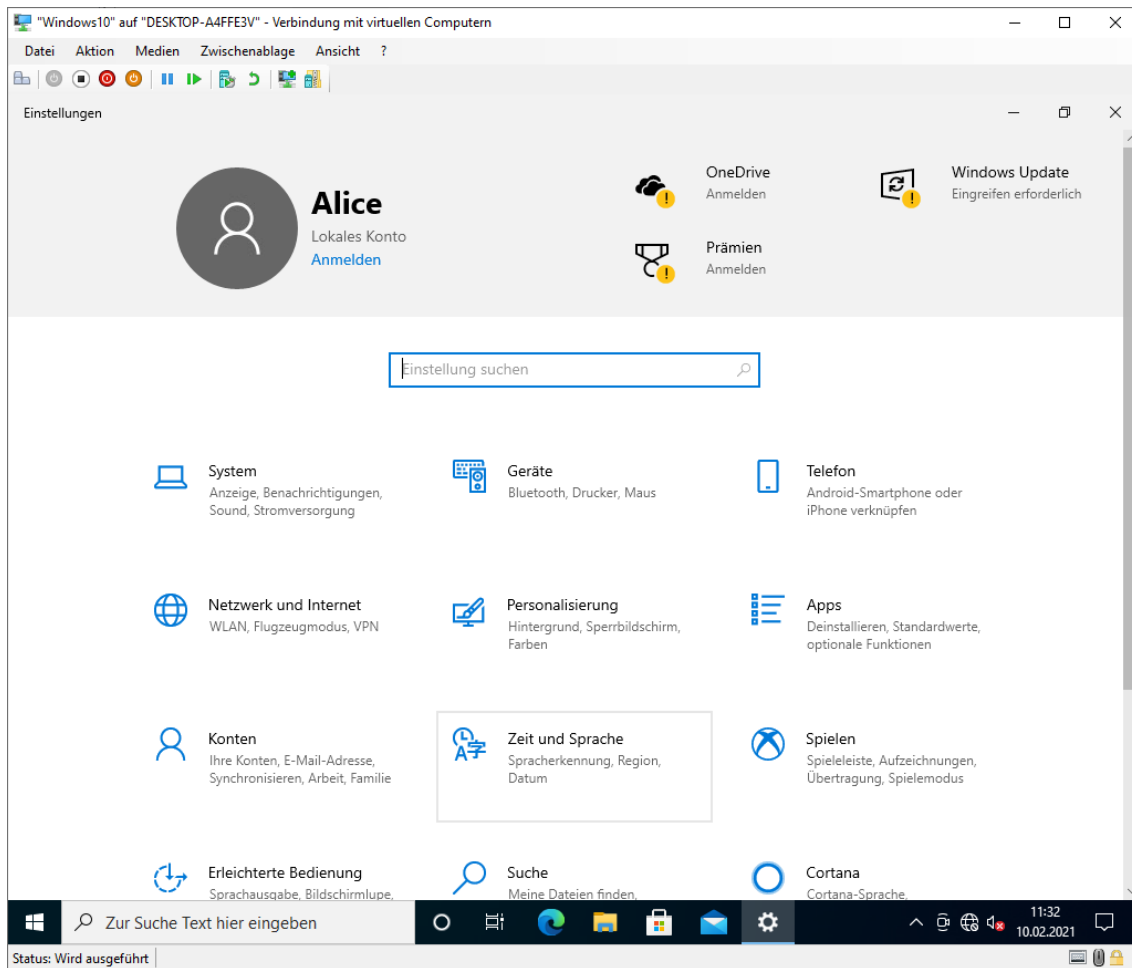 "Windows10" auf "DESKTOP-A4FFE3V" - Verbindung mit virtuellen Computern
Datei Aktion Medien Zwischenablage Ansicht ?
Einstellungen
Alice
Lokales Konto
Anmelden
OneDrive
Anmelden
Windows Update
Eingreifen erforderlich
Prämien
Anmelden
Einstellung suchen
System
Anzeige, Benachrichtigungen,
Sound, Stromversorgung
Geräte
Bluetooth, Drucker, Maus
Telefon
Android-Smartphone oder
iPhone verknüpfen
Netzwerk und Internet
WLAN, Flugzeugmodus, VPN
Personalisierung
Hintergrund, Sperrbildschirm,
Farben
Apps
Deinstallieren, Standardwerte,
optionale Funktionen
Konten
Ihre Konten, E-Mail-Adresse,
Synchronisieren, Arbeit, Familie
Zeit und Sprache
Spracherkennung, Region,
Datum
Spielen
Spieleleiste, Aufzeichnungen,
Übertragung, Spielemodus
Erleichterte Bedienung
Sprachausgabe, Bildschirmlupe,
Suche
Meine Dateien finden,
Cortana
Cortana-Sprache,
Zur Suche Text hier eingeben
11:32
10.02.2021
Status: Wird ausgeführt